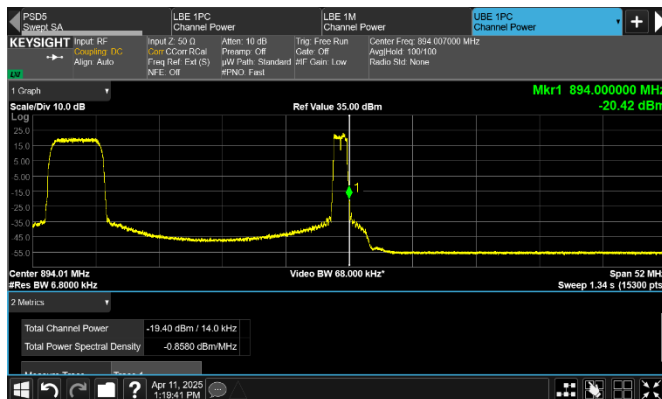 PSD5
Swept SA
LBE 1PC
Channel Power
LBE 1M
Channel Power
UBE 1PC
Channel Power
KEYSIGHT
Input: RF
Coupling: DC
Align: Auto
Input Z: 50 Ω
Corr CCorr RCal
Freq Ref: Ext (S)
NFE: Off
Atten: 10 dB
Preamp: Off
µW Path: Standard
#PNO: Fast
Trig: Free Run
Gate: Off
#IF Gain: Low
Center Freq: 894.007000 MHz
Avg|Hold: 100/100
Radio Std: None
1 Graph
Mkr1 894.000000 MHz
Scale/Div 10.0 dB
Ref Value 35.00 dBm
-20.42 dBm
Log
25.0
15.0
5.00
-5.00
-15.0
-25.0
-35.0
-45.0
-55.0
1
Center 894.01 MHz
Video BW 68.000 kHz*
Span 52 MH
#Res BW 6.8000 kHz
Sweep 1.34 s (15300 pts
2 Metrics
Total Channel Power -19.40 dBm / 14.0 kHz
Total Power Spectral Density -0.8580 dBm/MHz
Apr 11, 2025
1:19:41 PM